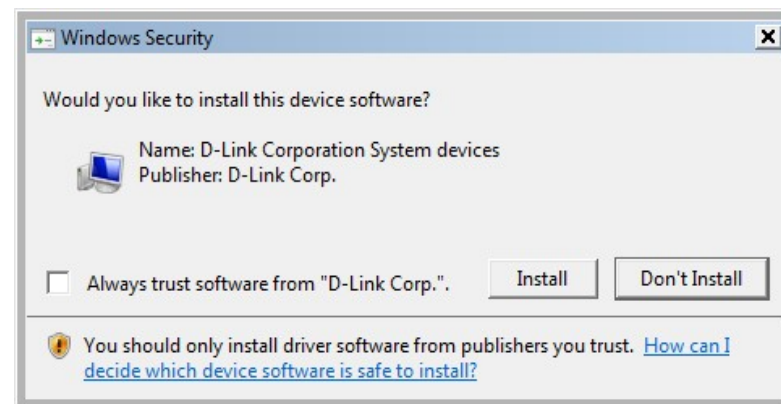 Windows Security
Would you like to install this device software?
Name: D-Link Corporation System devices
Publisher: D-Link Corp.
Always trust software from "D-Link Corp.".
Install
Don't Install
You should only install driver software from publishers you trust. How can I
decide which device software is safe to install?